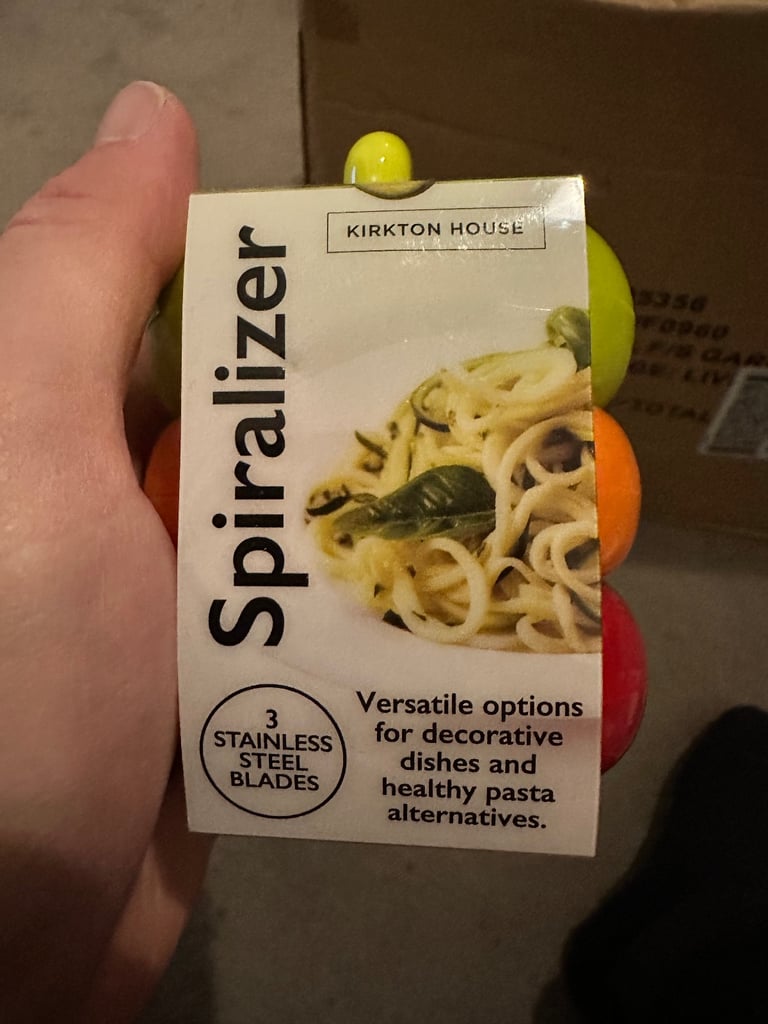 KIRKTON HOUSE
Spiralizer
3
STAINLESS
STEEL
BLADES
Versatile options
for decorative
dishes and
healthy pasta
alternatives.